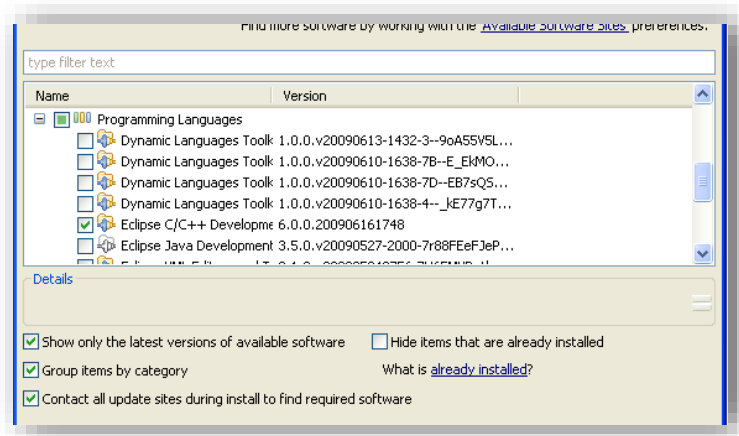 Find more software by working with the "Available Software Sites" preferences.
type filter text
Name Version
Programming Languages
Dynamic Languages Toolk 1.0.0.v20090613-1432-3--9oA55V5L...
Dynamic Languages Toolk 1.0.0.v20090610-1638-7B--E_EkMO...
Dynamic Languages Toolk 1.0.0.v20090610-1638-7D--EB7sQS...
Dynamic Languages Toolk 1.0.0.v20090610-1638-4--_kE77g7T...
Eclipse C/C++ Developme 6.0.0.200906161748
Eclipse Java Development 3.5.0.v20090527-2000-7r88FEeFJeP...
Details
Show only the latest versions of available software Hide items that are already installed
Group items by category What is already installed?
Contact all update sites during install to find required software